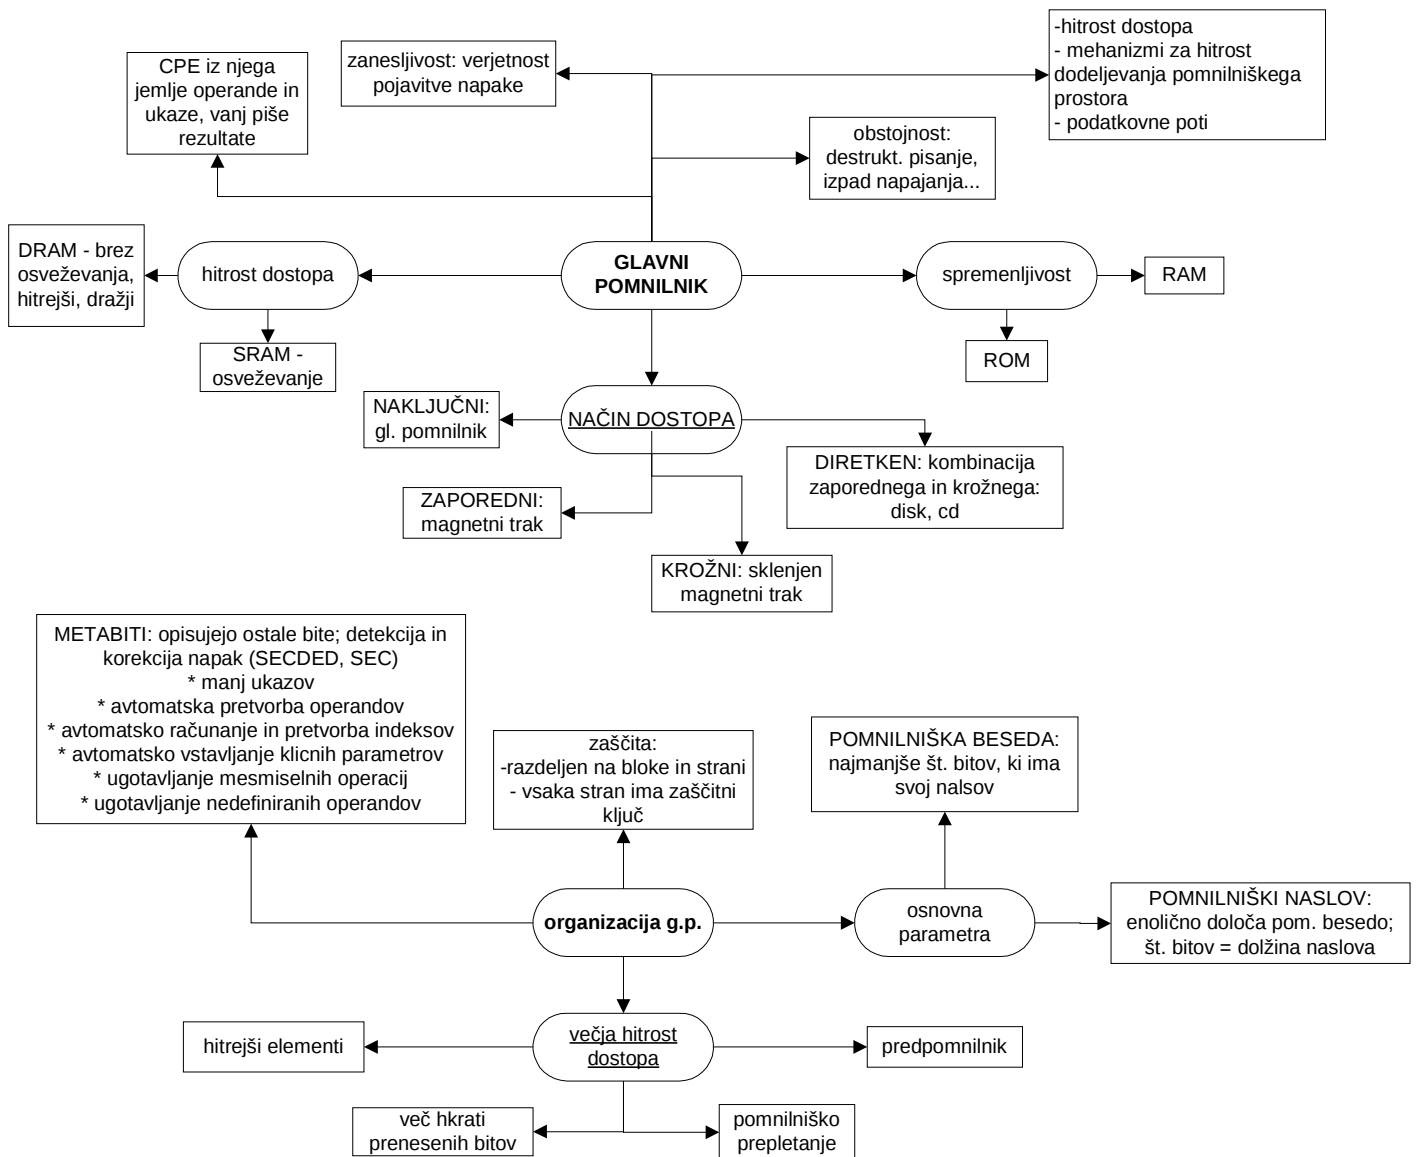 -hitrost dostopa
- mehanizmi za hitrost
dodeljevanja pomnilniškega
prostora
- podatkovne poti
zanesljivost: verjetnost
pojavitve napake
CPE iz njega
jemlje operande in
ukaze, vanj piše
rezultate
obstojnost:
destrukt. pisanje,
izpad napajanja...
DRAM - brez
osveževanja,
hitrejši, dražji
hitrost dostopa
GLAVNI
POMNILNIK
spremenljivost
RAM
SRAM -
osveževanje
ROM
NAKLJUČNI:
gl. pomnilnik
NAČIN DOSTOPA
DIRETKEN: kombinacija
zaporednega in krožnega:
disk, cd
ZAPOREDNI:
magnetni trak
KROŽNI: sklenjen
magnetni trak
METABITI: opisujejo ostale bite; detekcija in
korekcija napak (SECDED, SEC)
* manj ukazov
* avtomatska pretvorba operandov
* avtomatsko računanje in pretvorba indeksov
* avtomatsko vstavljanje klicnih parametrov
* ugotavljanje mesmiselnih operacij
* ugotavljanje nedefiniranih operandov
zaščita:
-razdeljen na bloke in strani
- vsaka stran ima zaščitni
ključ
POMNILNIŠKA BESEDA:
najmanjše št. bitov, ki ima
svoj nalsov
organizacija g.p.
osnovna
parametra
POMNILNIŠKI NASLOV:
enolično določa pom. besedo;
št. bitov = dolžina naslova
hitrejši elementi
večja hitrost
dostopa
predpomnilnik
več hkrati
prenesenih bitov
pomnilniško
prepletanje